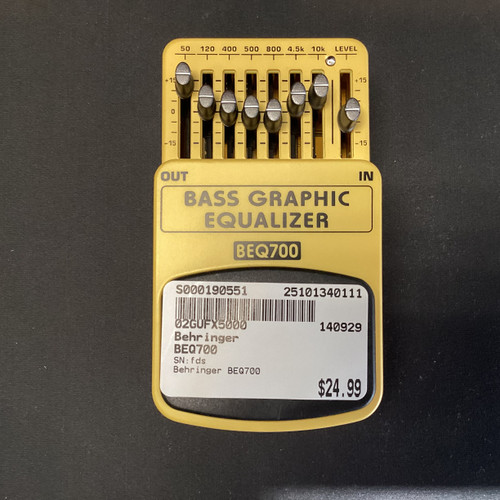 50 120 400 500 800 4.5k 10k LEVEL
+15 +15
0 0
-15 -15
OUT IN
BASS GRAPHIC
EQUALIZER
BEQ700
S000190551 25101340111
02GUFX5000 140929
Behringer
BEQ700
SN:fds
Behringer BEQ700
$24.99